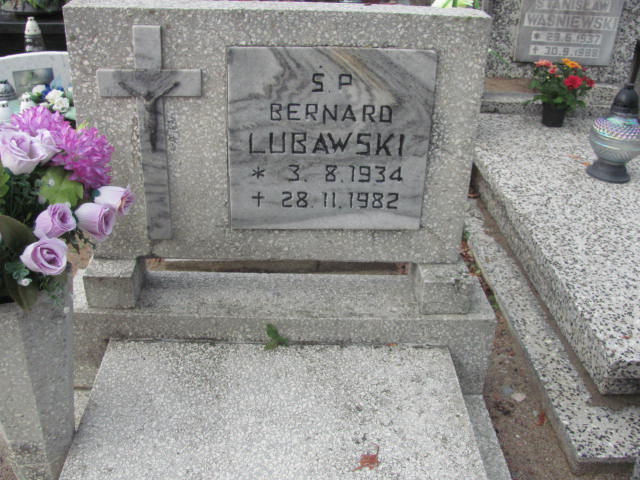 Ś.P.
BERNARD
LUBAWSKI
* 3. 8. 1934
+ 28. 11. 1982
STANISŁAW
WAŚNIEWSKI